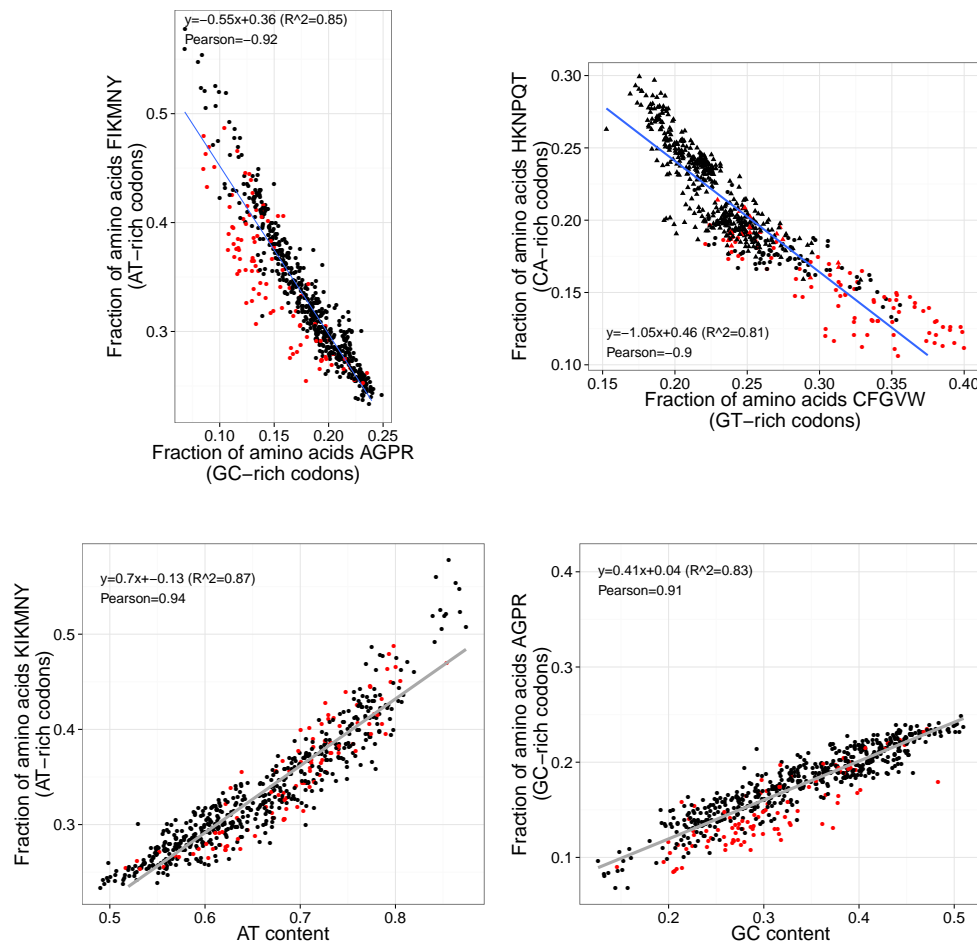 y=−0.55x+0.36 (R^2=0.85)
Pearson=−0.92
0.5
0.4
0.3
Fraction of amino acids FIKMNY
(AT−rich codons)
0.10 0.15 0.20 0.25
Fraction of amino acids AGPR
(GC−rich codons)
0.30
0.25
0.20
0.15
0.10
Fraction of amino acids HKNPQT
(CA−rich codons)
y=−1.05x+0.46 (R^2=0.81)
Pearson=−0.9
0.15 0.20 0.25 0.30 0.35 0.40
Fraction of amino acids CFGVW
(GT−rich codons)
y=0.7x+−0.13 (R^2=0.87)
Pearson=0.94
0.5
0.4
0.3
Fraction of amino acids KIKMNY
(AT−rich codons)
0.5 0.6 0.7 0.8
AT content
0.4
0.3
0.2
0.1
y=0.41x+0.04 (R^2=0.83)
Pearson=0.91
Fraction of amino acids AGPR
(GC−rich codons)
0.2 0.3 0.4 0.5
GC content